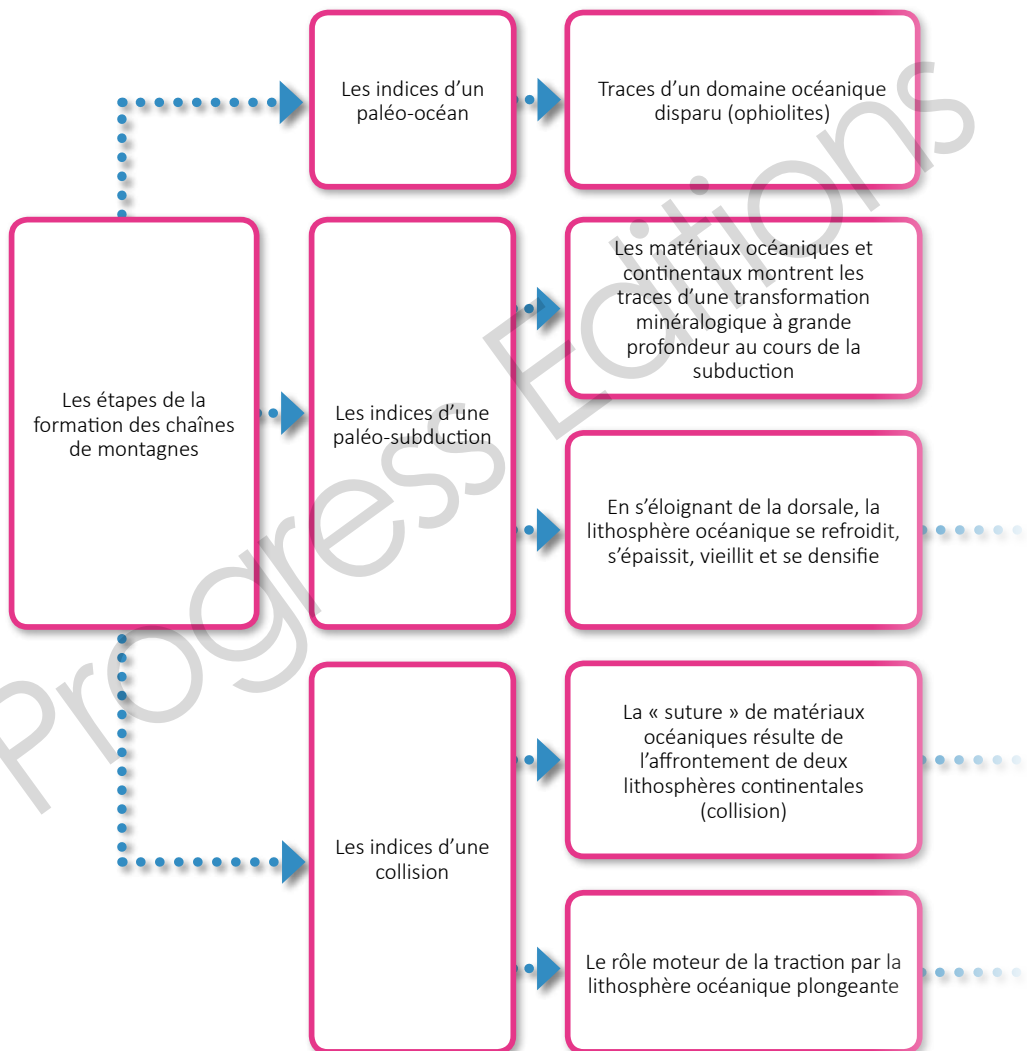 Les indices d'un
paléo-océan
Traces d'un domaine océanique
disparu (ophiolites)
Les étapes de la
formation des chaînes
de montagnes
Les indices d'une
paléo-subduction
Les matériaux océaniques et
continentaux montrent les
traces d'une transformation
minéralogique à grande
profondeur au cours de la
subduction
En s'éloignant de la dorsale, la
lithosphère océanique se refroidit,
s'épaissit, vieillit et se densifie
Les indices d'une
collision
La « suture » de matériaux
océaniques résulte de
l'affrontement de deux
lithosphères continentales
(collision)
Le rôle moteur de la traction par la
lithosphère océanique plongeante
Progress Editions